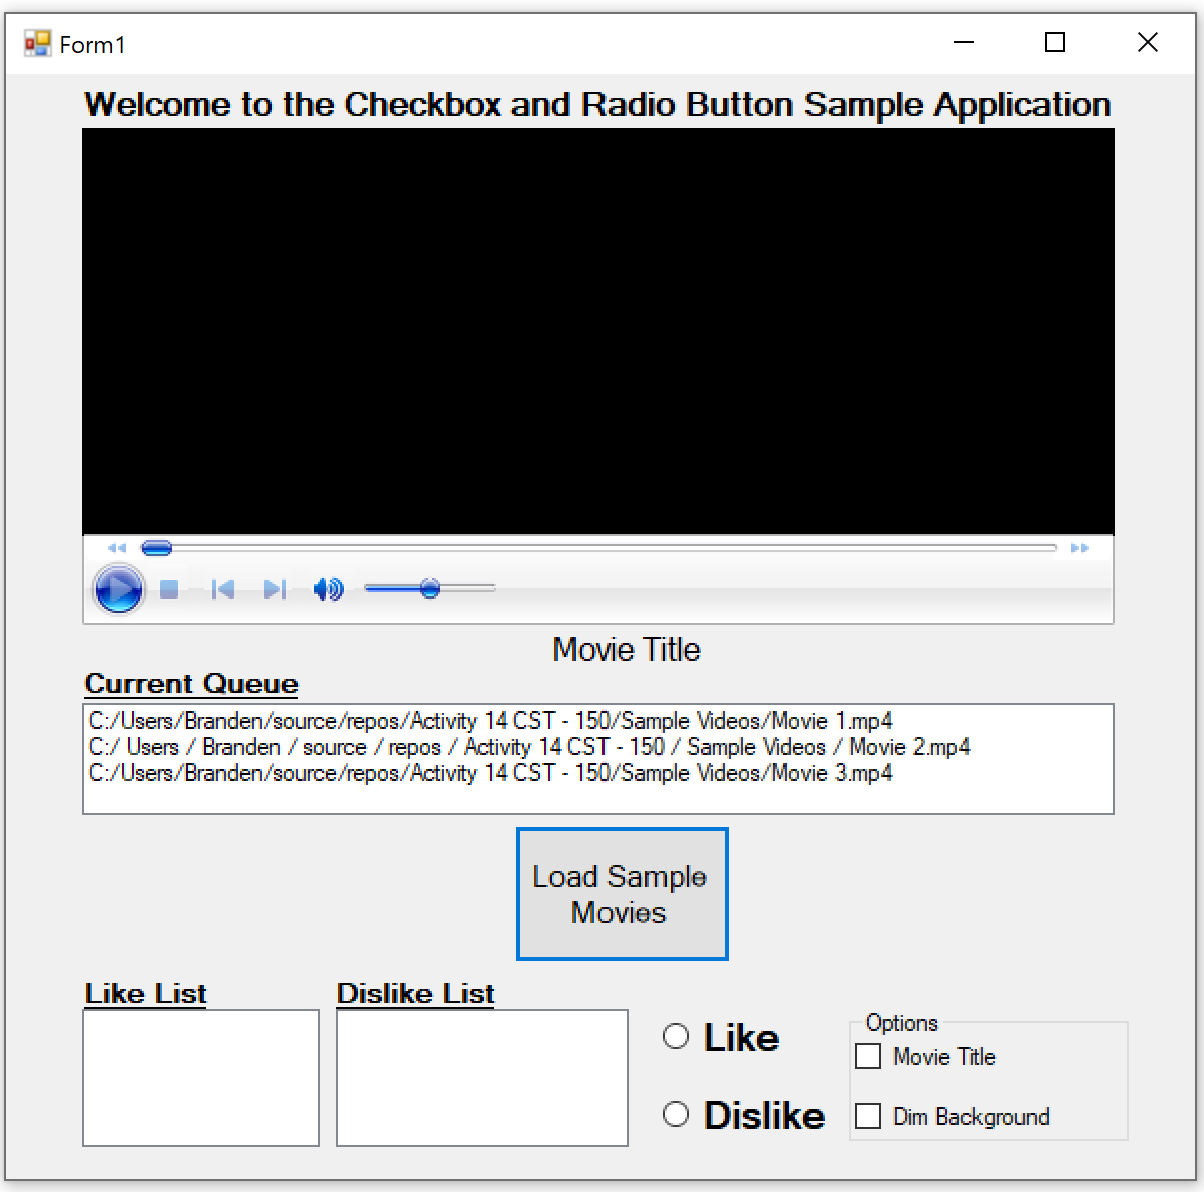 Form1
Welcome to the Checkbox and Radio Button Sample Application
Movie Title
Current Queue
C:/Users/Branden/source/repos/Activity 14 CST - 150/Sample Videos/Movie 1.mp4
C:/ Users / Branden / source / repos / Activity 14 CST - 150 / Sample Videos / Movie 2.mp4
C:/Users/Branden/source/repos/Activity 14 CST - 150/Sample Videos/Movie 3.mp4
Load Sample
Movies
Like List
Dislike List
Like
Dislike
Options
Movie Title
Dim Background